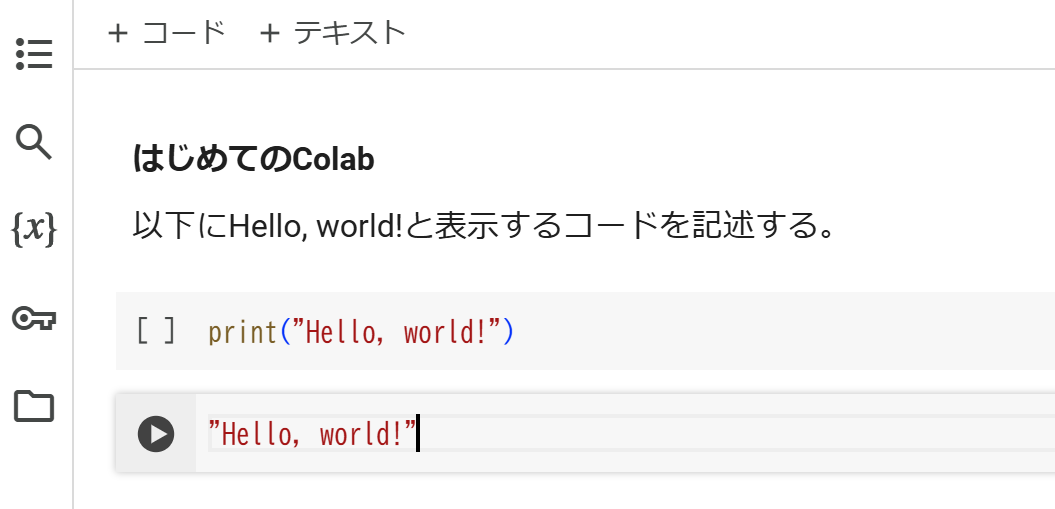 + コード + テキスト
はじめてのColab
以下にHello, world!と表示するコードを記述する。
{x}
[ ] print("Hello, world!")
"Hello, world!"